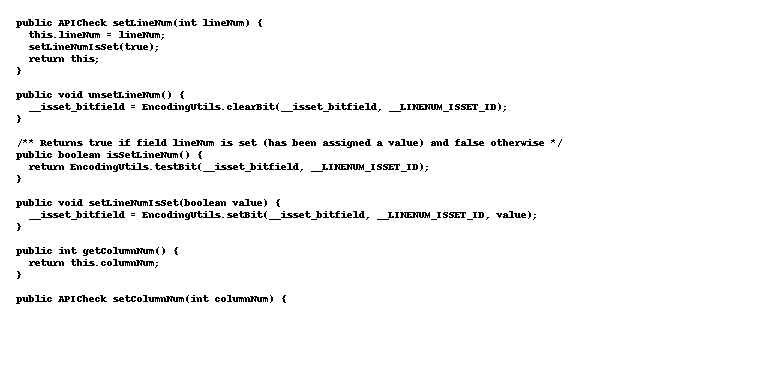 public APICheck setLineNum(int lineNum) {
  this.lineNum = lineNum;
  setLineNumIsSet(true);
  return this;
}

public void unsetLineNum() {
  __isset_bitfield = EncodingUtils.clearBit(__isset_bitfield, __LINENUM_ISSET_ID);
}

/** Returns true if field lineNum is set (has been assigned a value) and false otherwise */
public boolean isSetLineNum() {
  return EncodingUtils.testBit(__isset_bitfield, __LINENUM_ISSET_ID);
}

public void setLineNumIsSet(boolean value) {
  __isset_bitfield = EncodingUtils.setBit(__isset_bitfield, __LINENUM_ISSET_ID, value);
}

public int getColumnNum() {
  return this.columnNum;
}

public APICheck setColumnNum(int columnNum) {